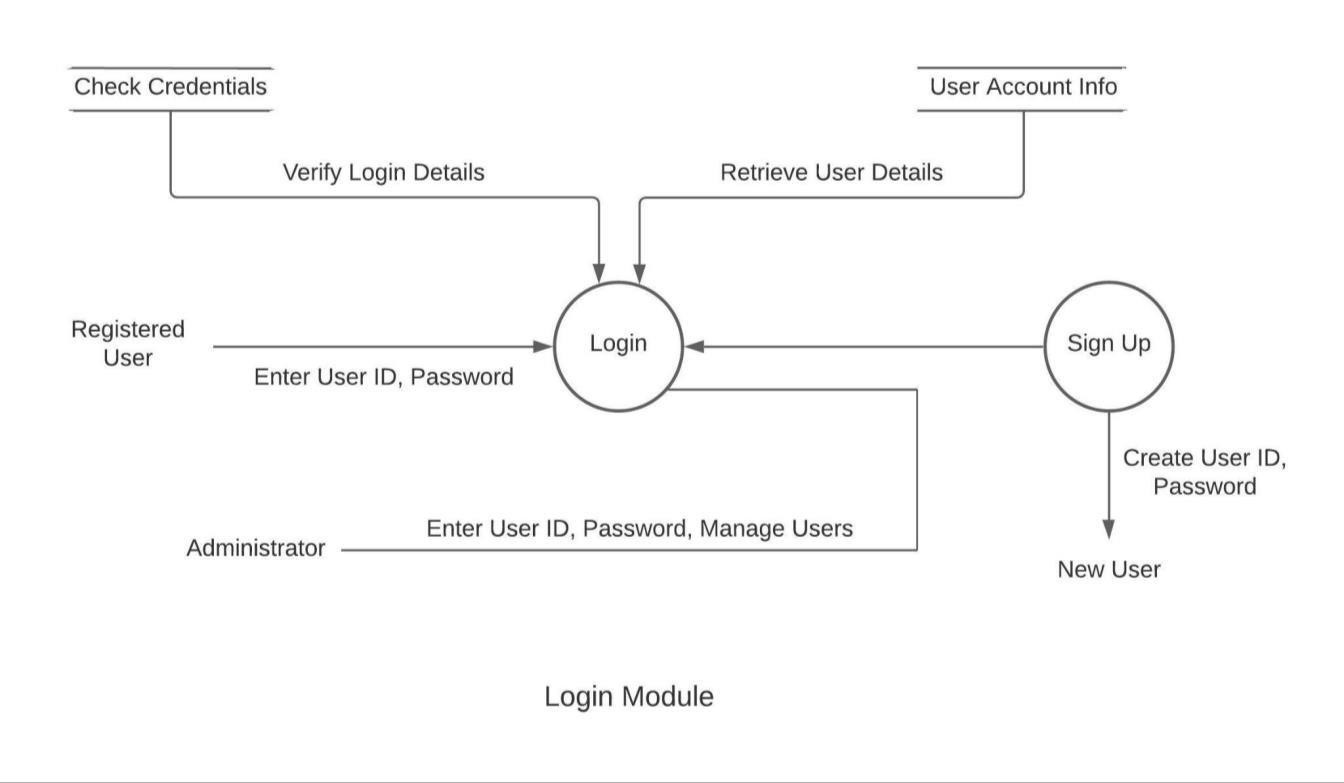 Check Credentials
User Account Info
Verify Login Details
Retrieve User Details
Registered
User
Enter User ID, Password
Login
Sign Up
Create User ID,
Password
Enter User ID, Password, Manage Users
Administrator
New User
Login Module